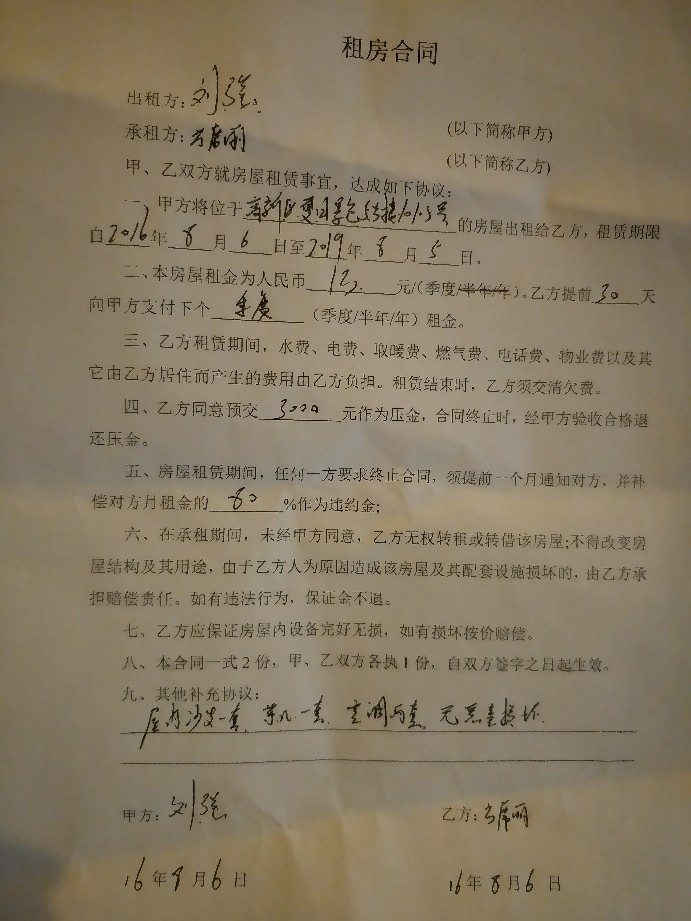 租房合同
出租方:刘强
承租方:
(以下简称甲方)
(以下简称乙方)
甲、乙双方就房屋租赁事宜,达成如下协议:
一、甲方将位于高新区 1015号的房屋出租给乙方,租赁期限
自2016年8月6日至2019年8月5日。
二、本房屋租金为人民币 元/(季度/半年/年)。乙方提前30天
向甲方支付下个季度(季度/半年/年)租金。
三、乙方租赁期间,水费、电费、取暖费、燃气费、电话费、物业费以及其
它由乙方居住而产生的费用由乙方负担。租赁结束时,乙方须交清欠费。
四、乙方同意预交3000元作为压金,合同终止时,经甲方验收合格退
还压金。
五、房屋租赁期间,任何一方要求终止合同,须提前一个月通知对方,并补
偿对方月租金的80%作为违约金;
六、在承租期间,未经甲方同意,乙方无权转租或转借该房屋;不得改变房
屋结构及其用途,由于乙方人为原因造成该房屋及其配套设施损坏的,由乙方承
担赔偿责任。如有违法行为,保证金不退。
七、乙方应保证房屋内设备完好无损,如有损坏按价赔偿。
八、本合同一式2份,甲、乙双方各执1份,自双方签字之日起生效。
九、其他补充协议:
屋内沙发一套、茶几一套、空调两套、无 损坏.
甲方:刘强
乙方:
16年8月6日
16年8月6日